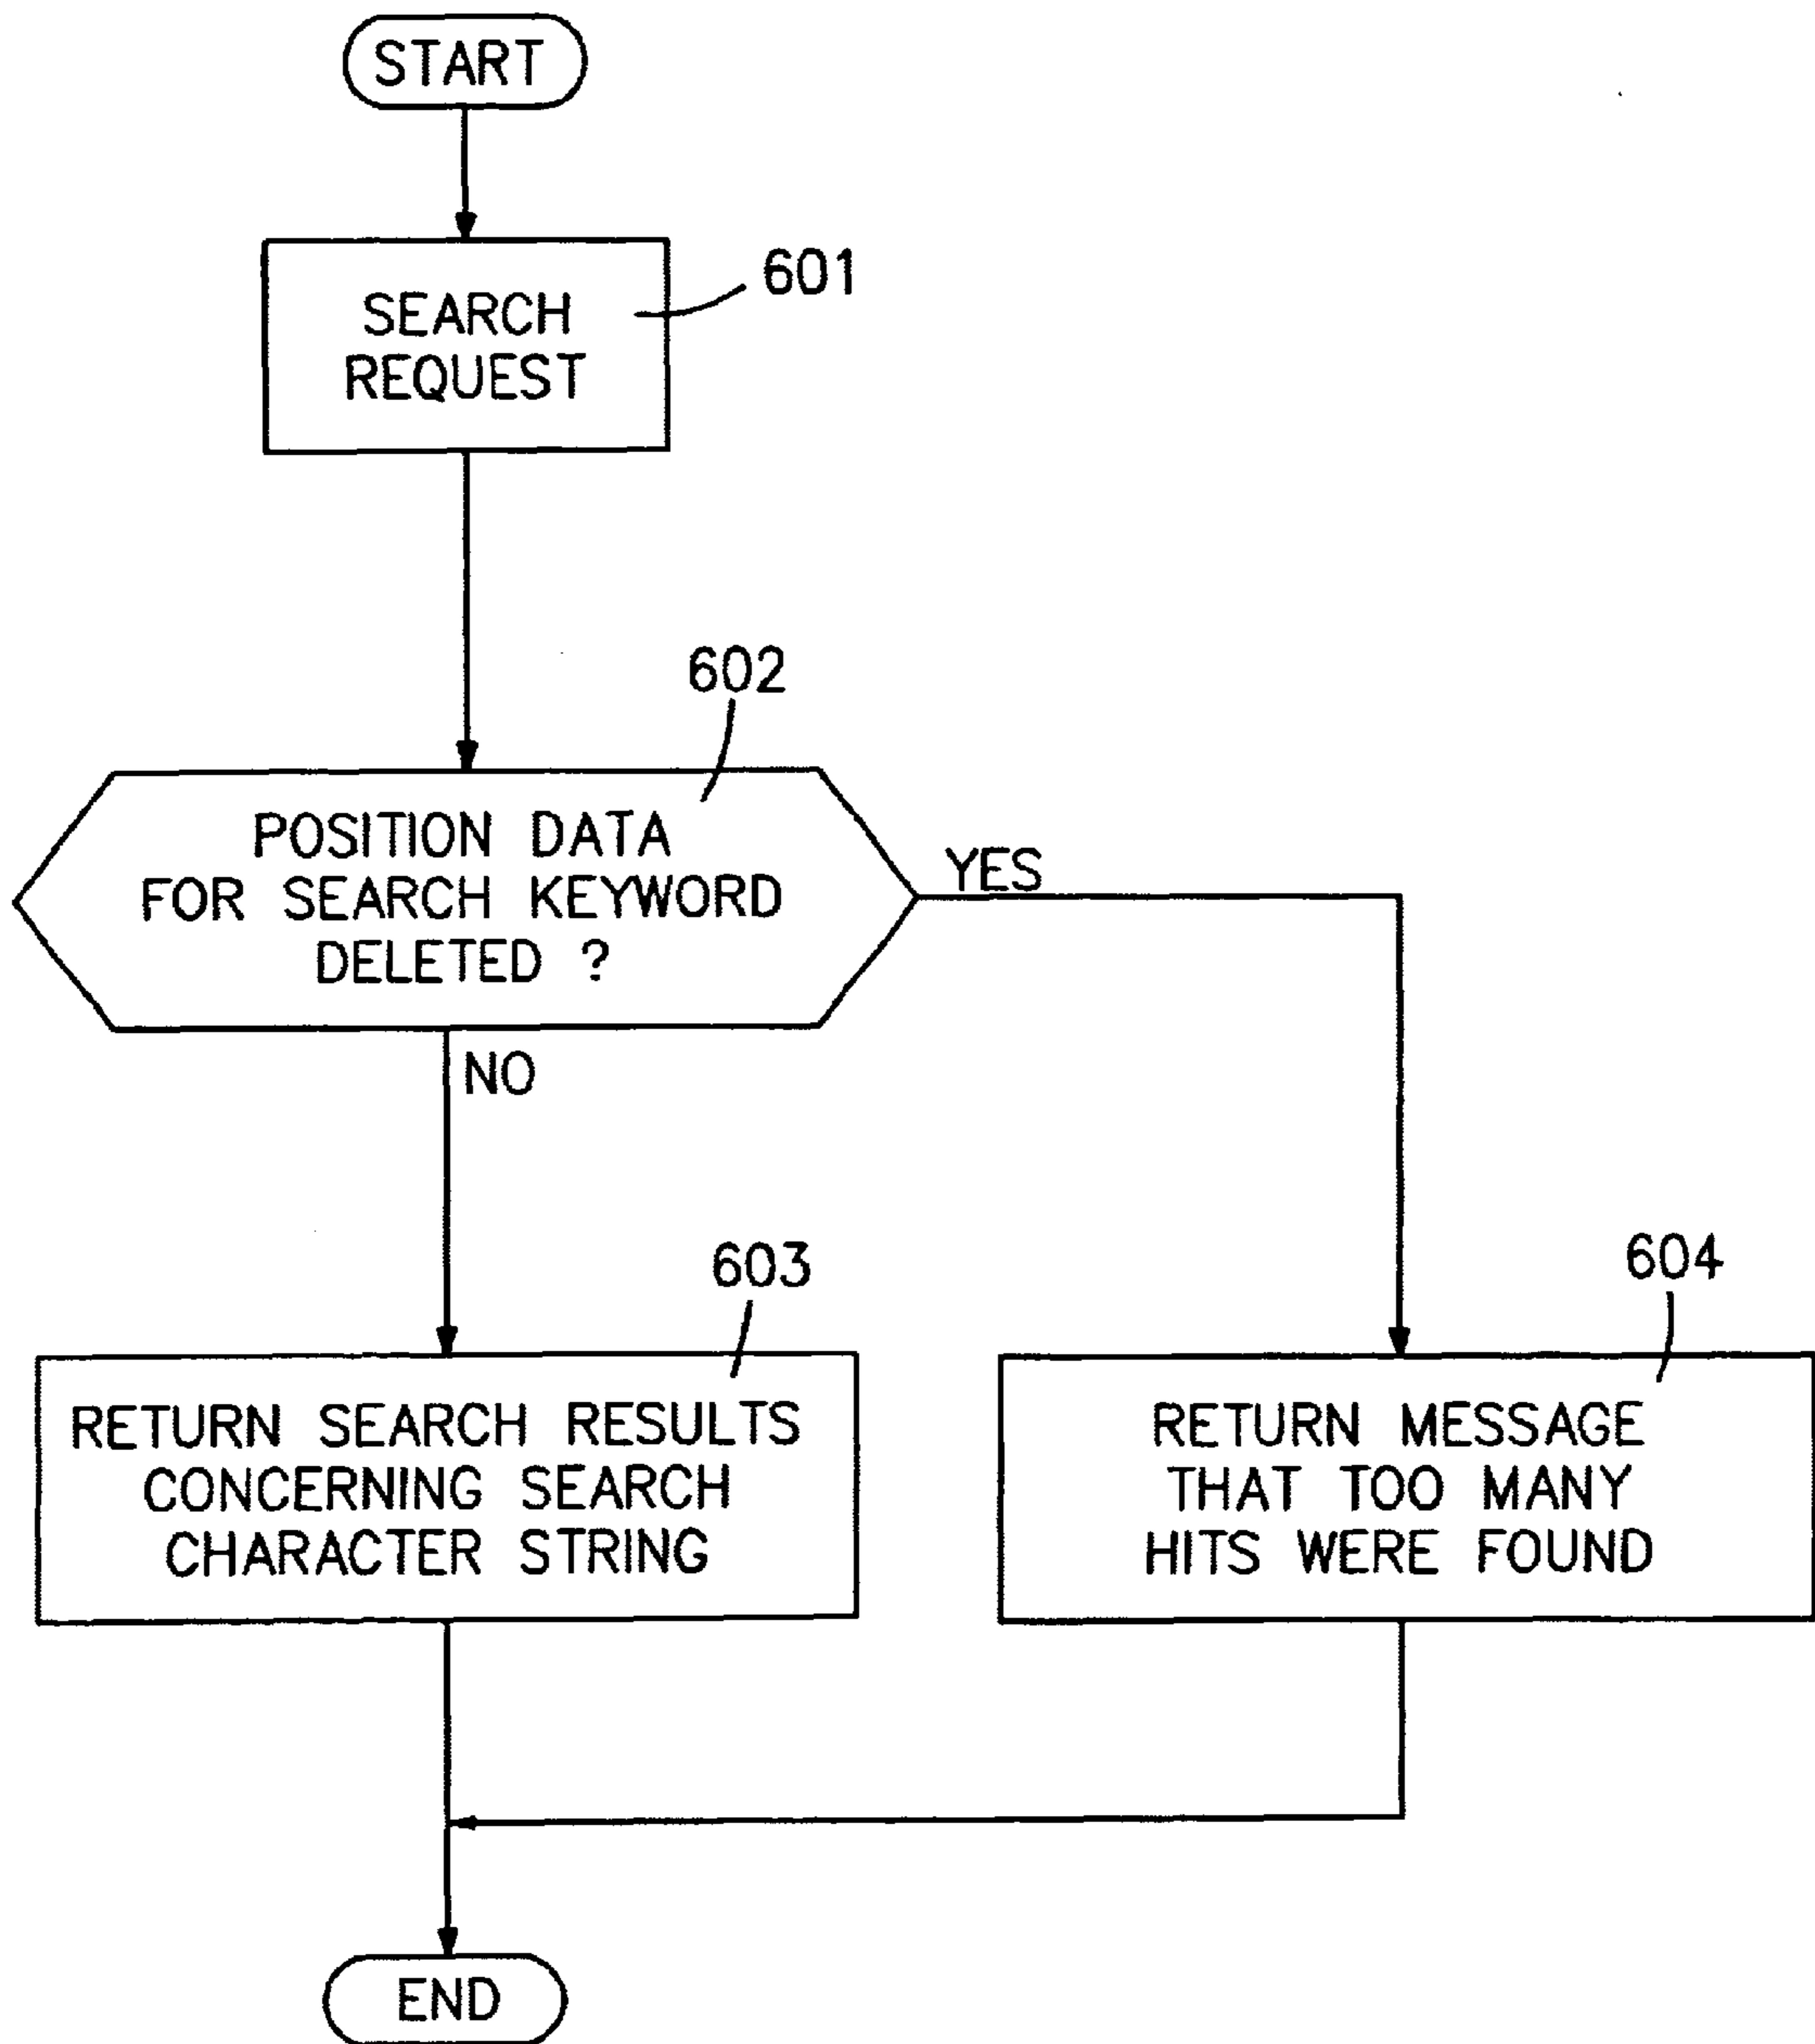 START
601
SEARCH
REQUEST
602
POSITION DATA
FOR SEARCH KEYWORD
DELETED ?
YES
NO
603
RETURN SEARCH RESULTS
CONCERNING SEARCH
CHARACTER STRING
604
RETURN MESSAGE
THAT TOO MANY
HITS WERE FOUND
END